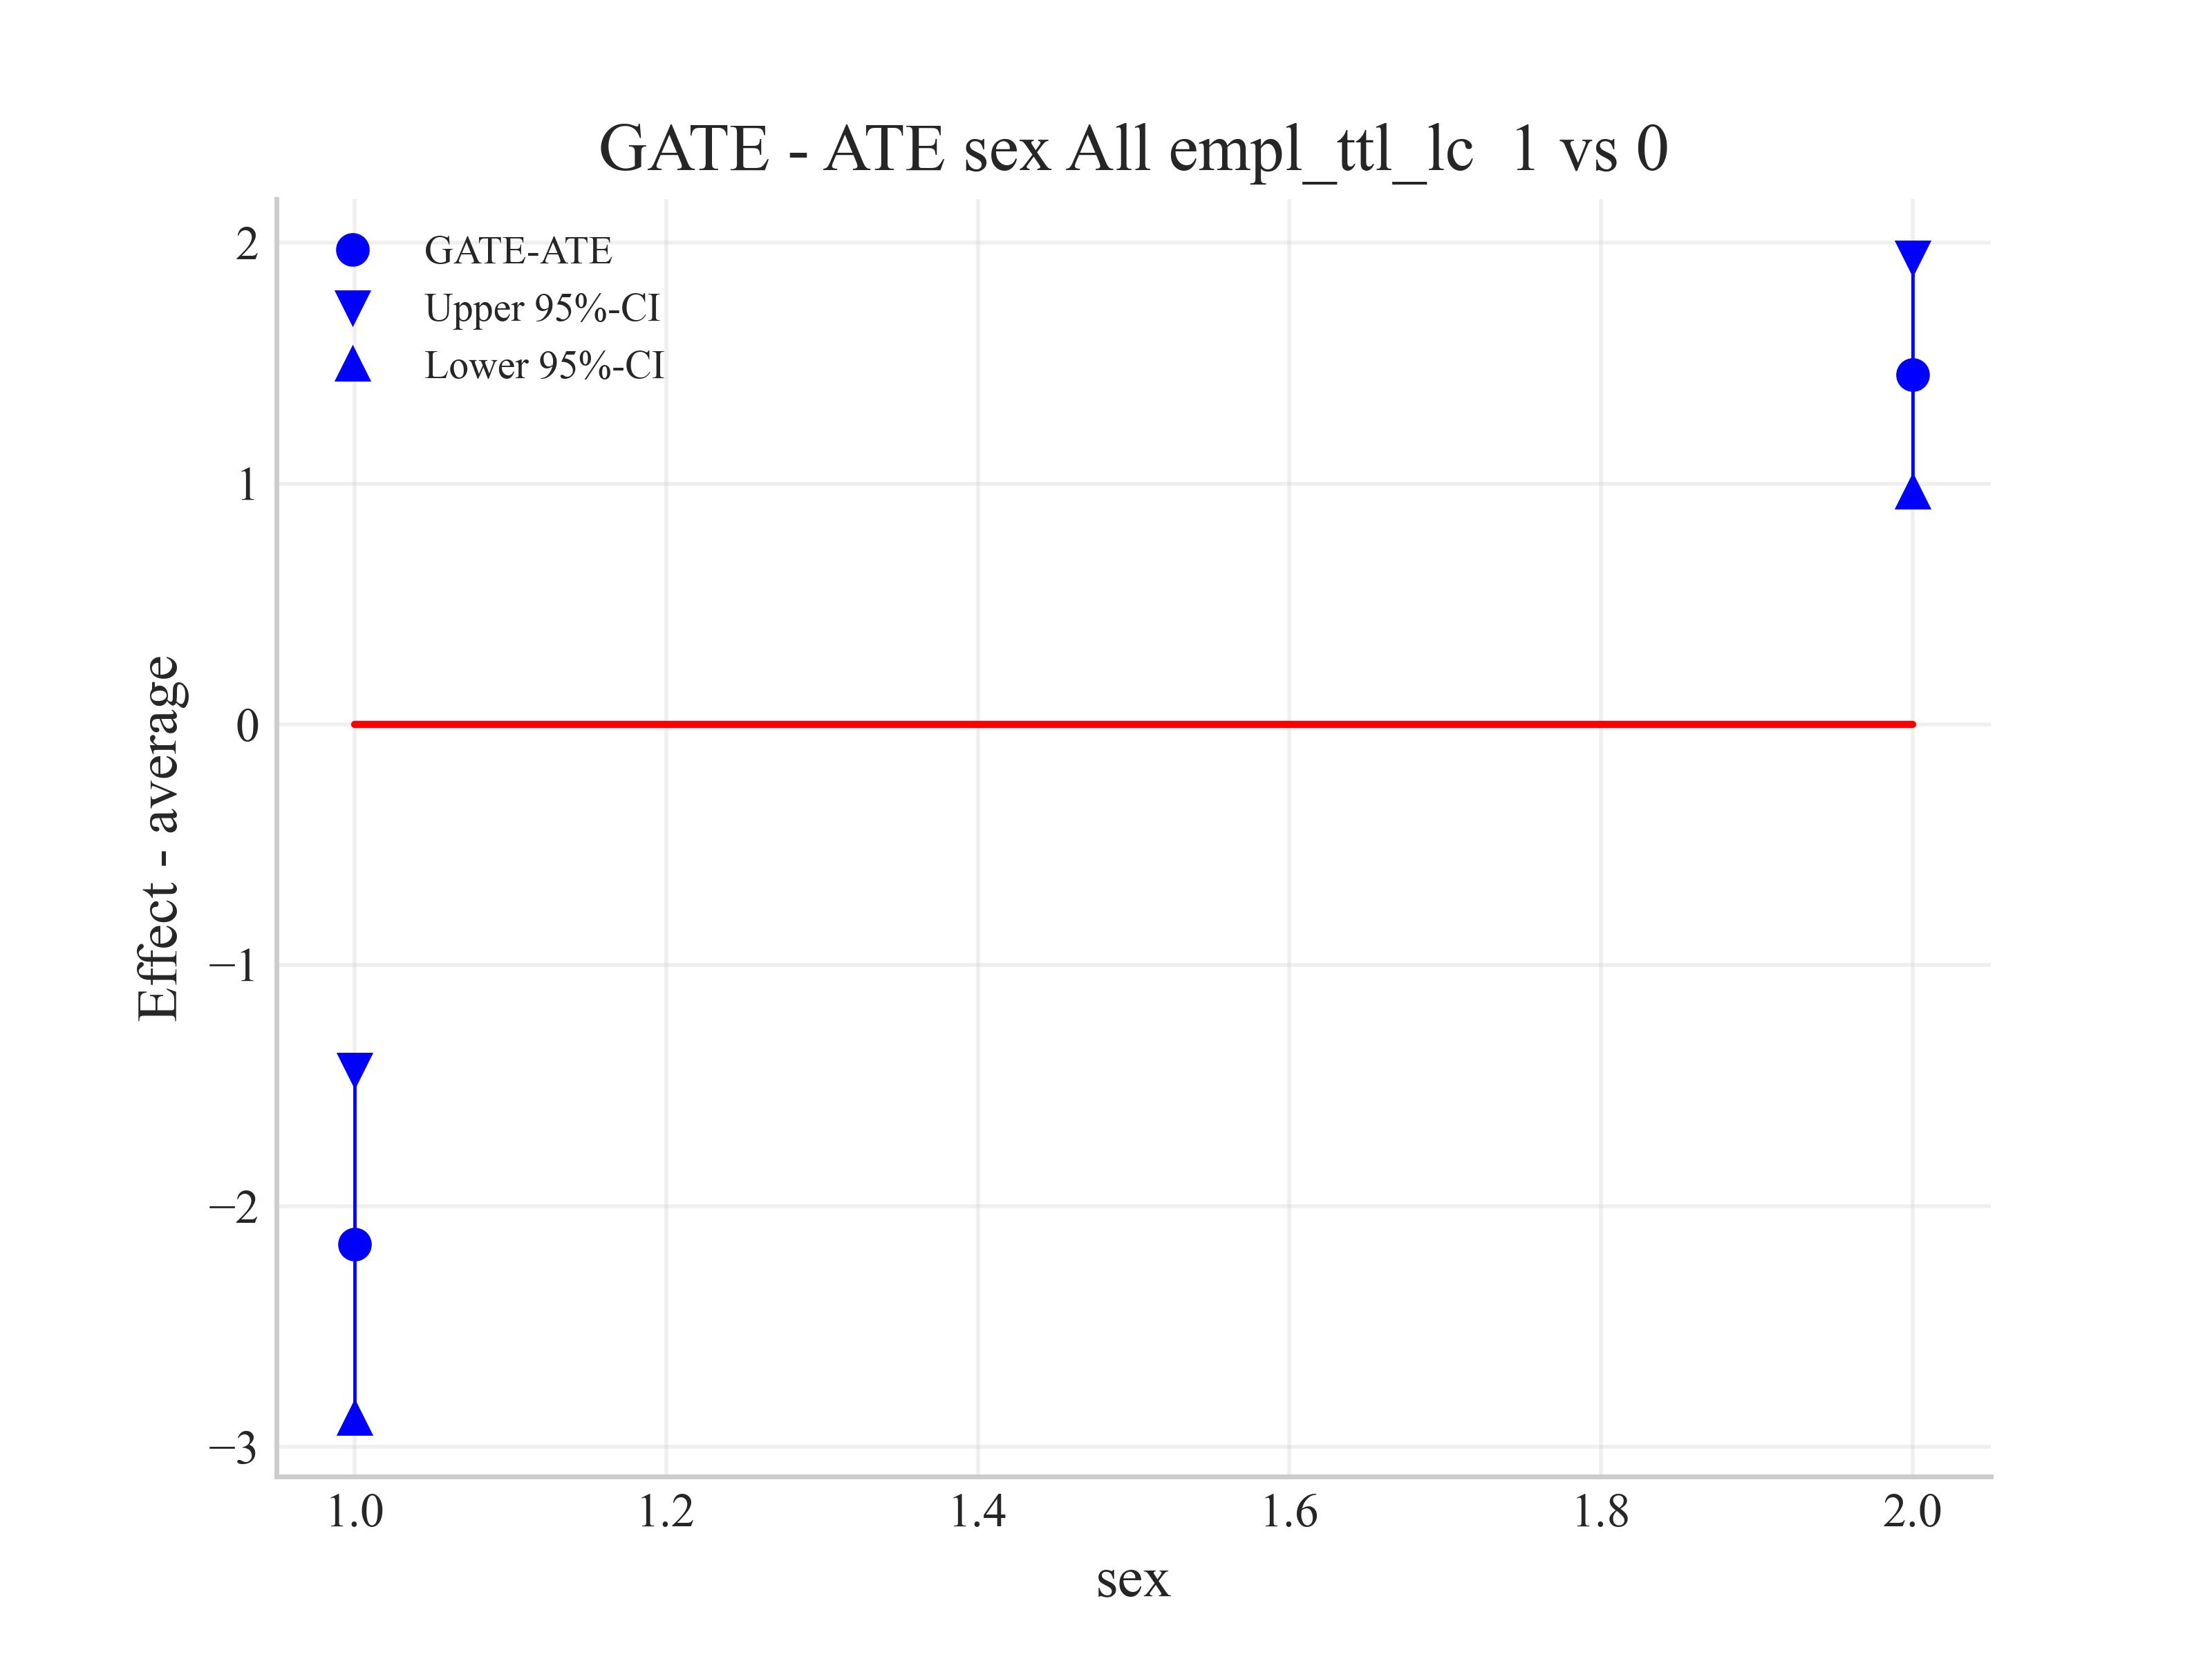 GATE - ATE sex All empl_ttl_lc  1 vs 0
GATE-ATE
Upper 95%-CI
Lower 95%-CI
Effect - average
2
1
0
−1
−2
−3
1.0 1.2 1.4 1.6 1.8 2.0
sex